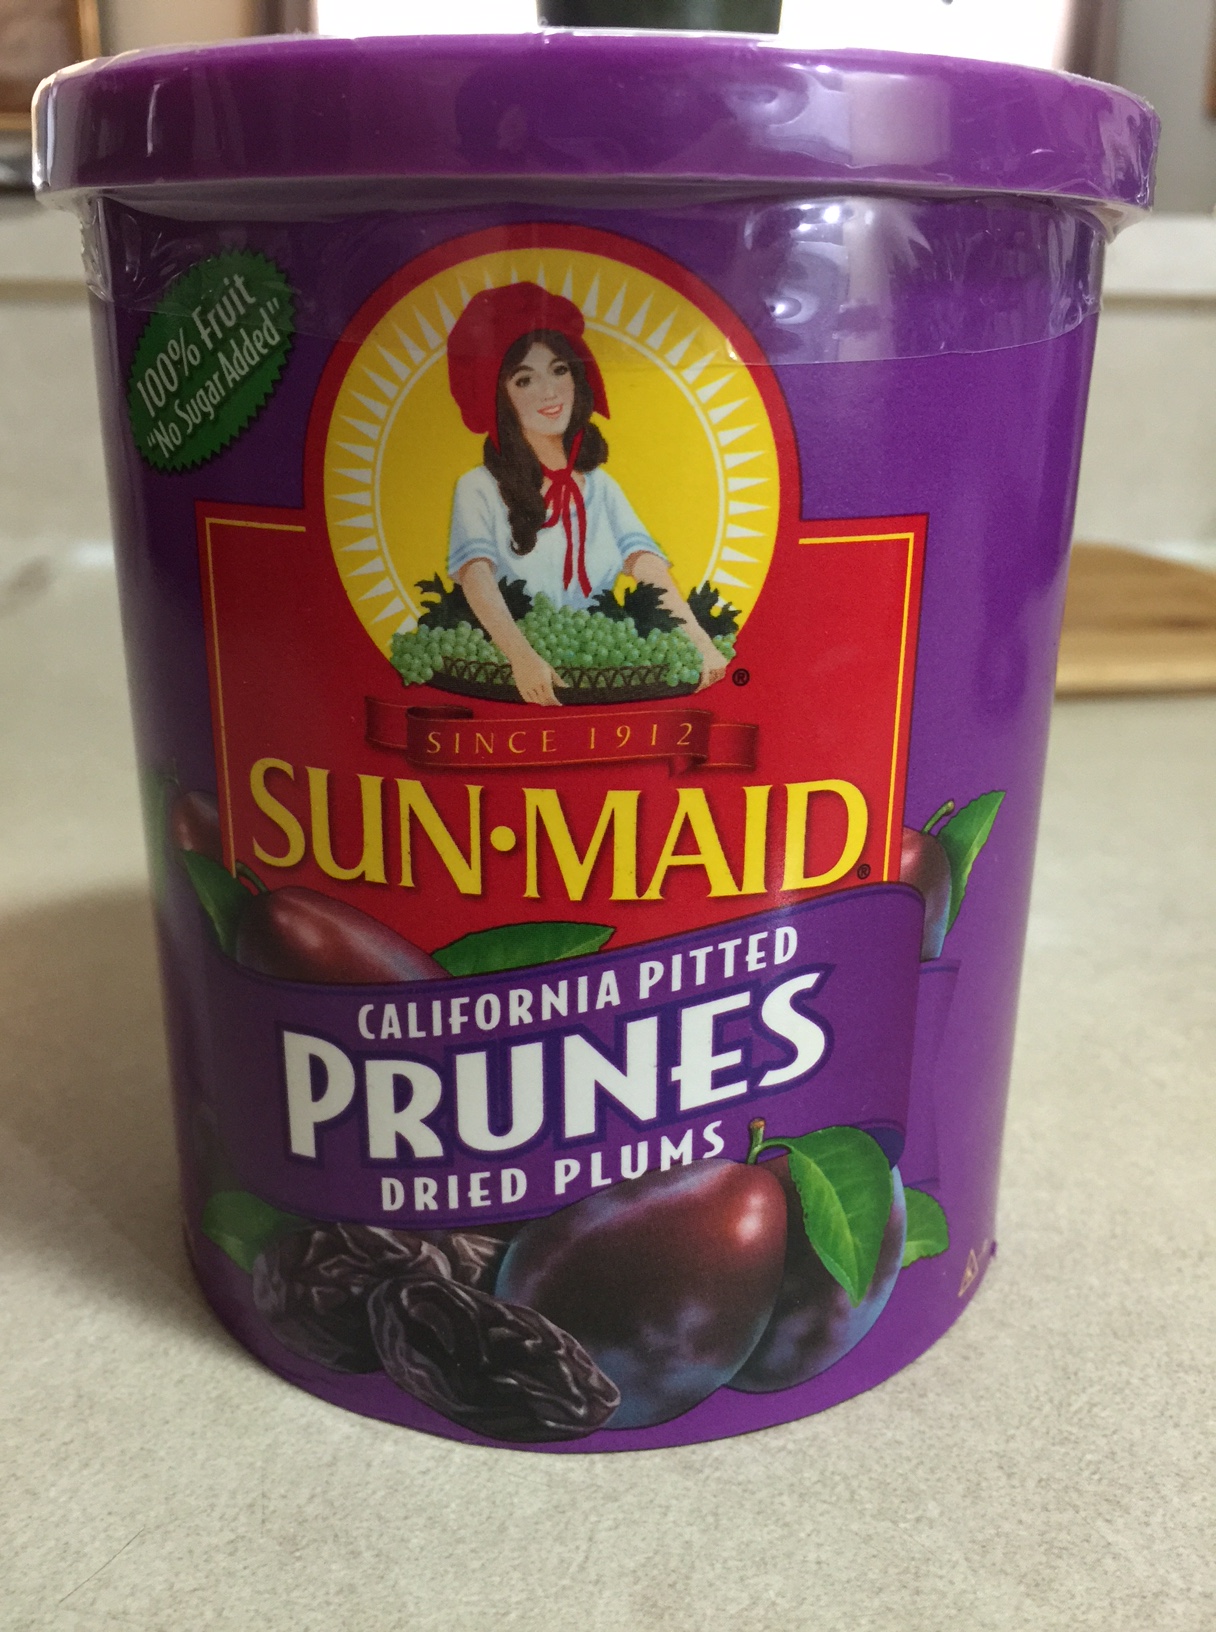 100% Fruit
"No Sugar Added"
®
SINCE 1912
SUN•MAID®
CALIFORNIA PITTED
PRUNES
DRIED PLUMS